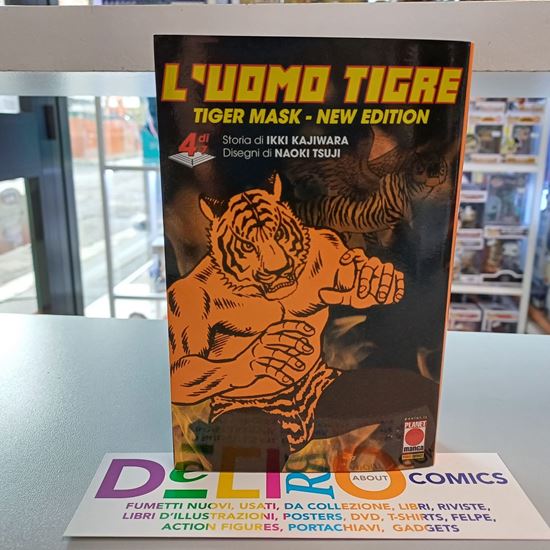 L'UOMO TIGRE
TIGER MASK - NEW EDITION
4 di
Storia di IKKI KAJIWARA
Disegni di NAOKI TSUJI
PLANET
manga
ABOUT
COMICS
FUMETTI NUOVI, USATI, DA COLLEZIONE, LIBRI, RIVISTE,
LIBRI D'ILLUSTRAZIONI, POSTERS, DVD, T-SHIRTS, FELPE,
ACTION FIGURES, PORTACHIAVI, GADGETS